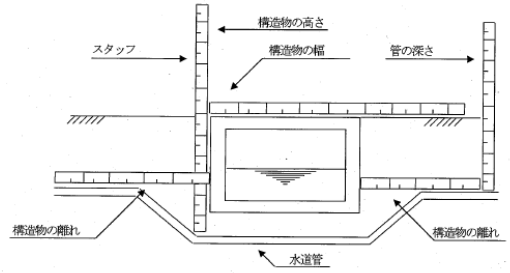 構造物の高さ
スタッフ
構造物の幅
管の深さ
構造物の離れ
構造物の離れ
水道管